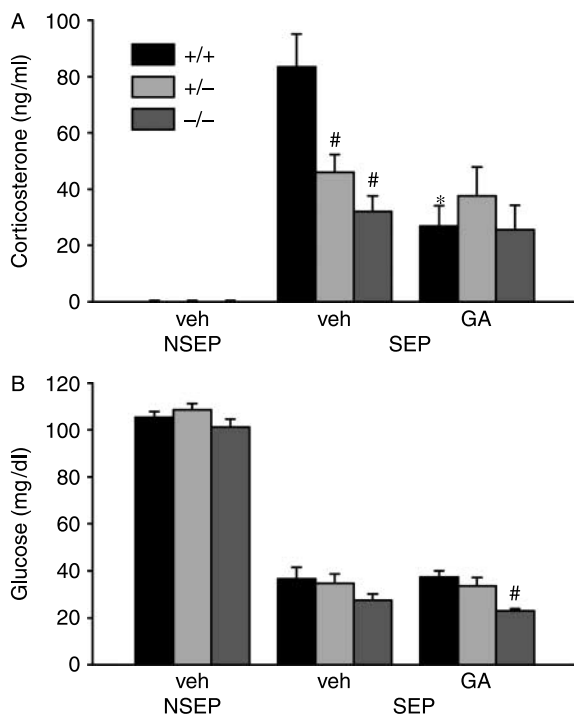 A
Corticosterone (ng/ml)
100
80
60
40
20
0
+/+
+/−
−/−
#
#
*
veh
veh
GA
NSEP
SEP
B
Glucose (mg/dl)
120
100
80
60
40
20
0
#
veh
veh
GA
NSEP
SEP